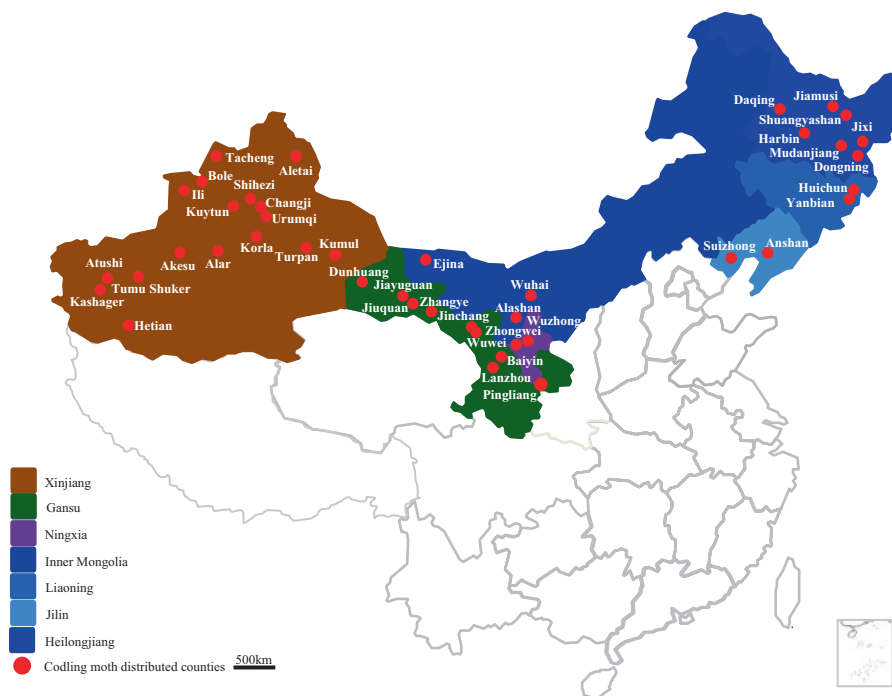 Jiamusi
Daqing
Shuangyashan
Jixi
Harbin
Mudanjiang
Dongning
Tacheng
Aletai
Bole
Shihezi
Ili
Changji
Kuytun
Urumqi
Huichun
Yanbian
Korla
Turpan
Kumul
Suizhong
Anshan
Atushi
Akesu
Alar
Dunhuang
Ejina
Tumu Shuker
Kashager
Jiayuguan
Wuhai
Jiuquan
Zhangye
Alashan
Jinchang
Wuzhong
Hetian
Zhongwei
Wuwei
Baiyin
Lanzhou
Pingliang
Xinjiang
Gansu
Ningxia
Inner Mongolia
Liaoning
Jilin
Heilongjiang
Codling moth distributed counties
500km